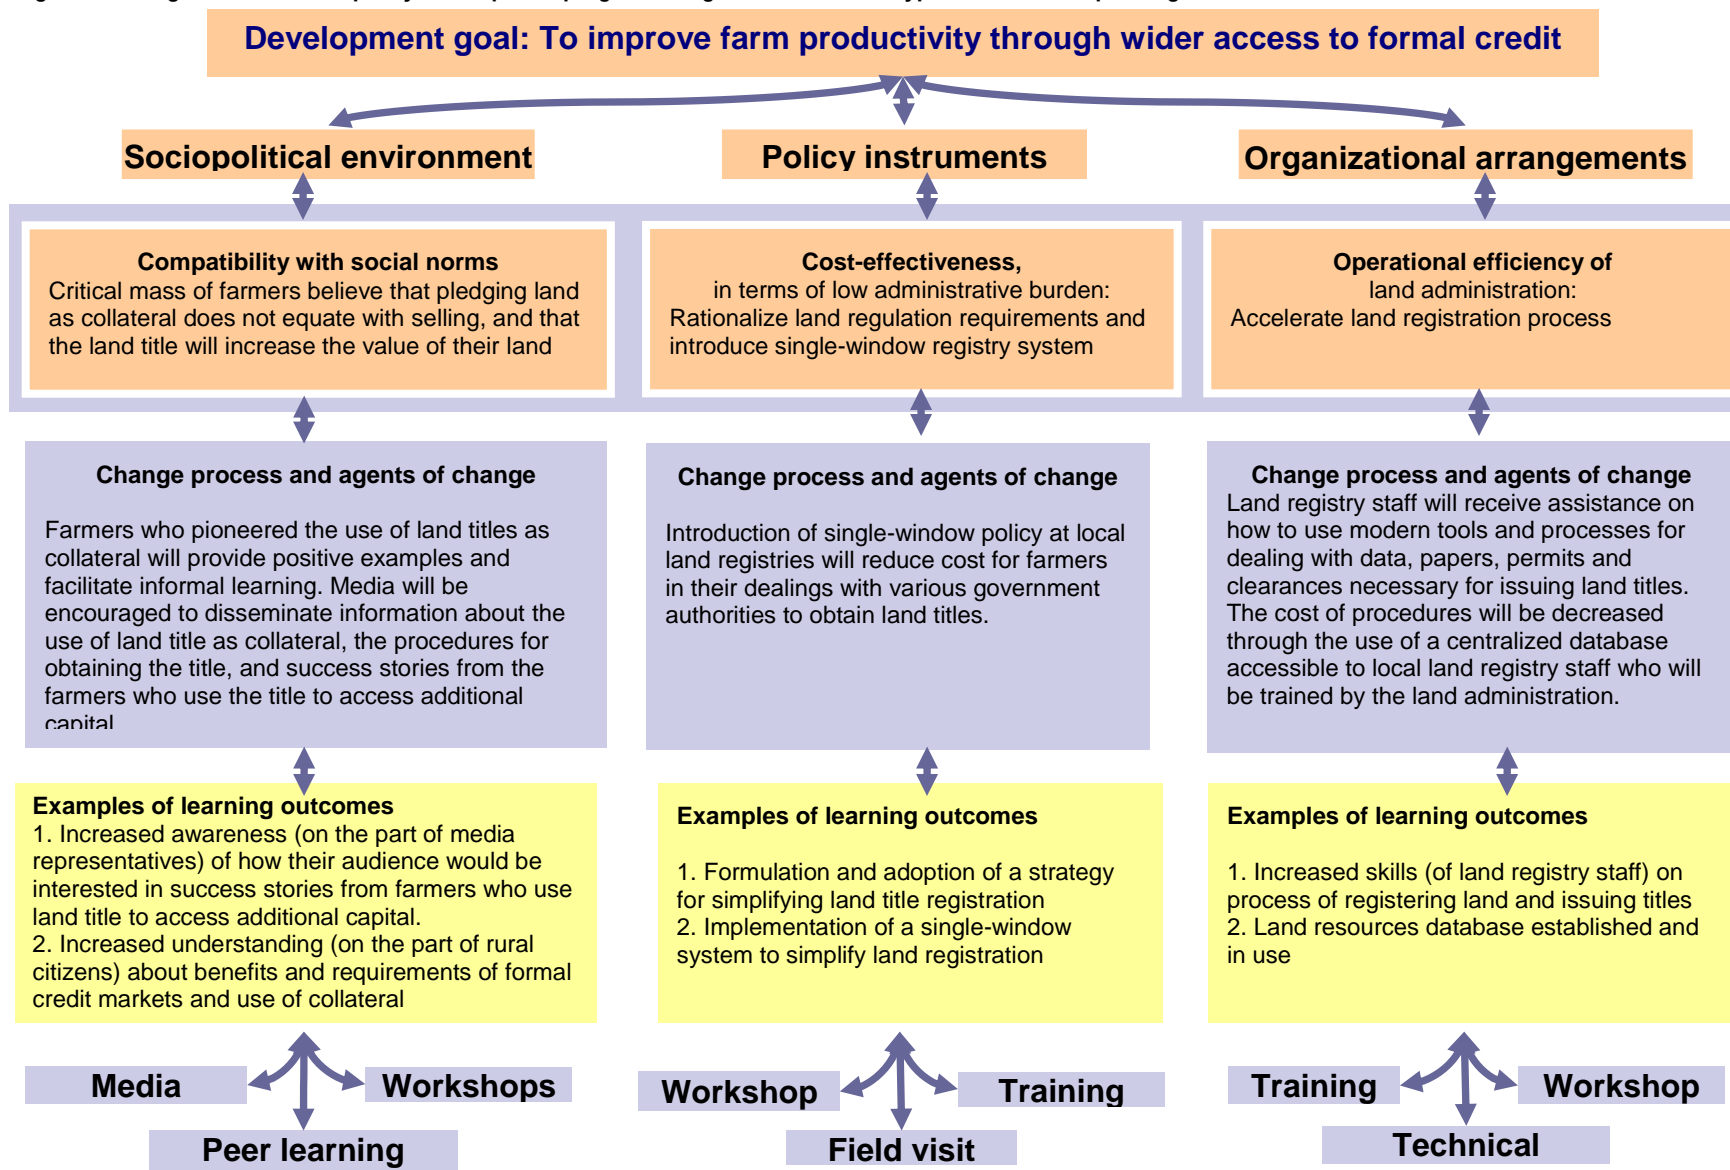 Development goal: To improve farm productivity through wider access to formal credit
Sociopolitical environment
Policy instruments
Organizational arrangements
Compatibility with social norms
Critical mass of farmers believe that pledging land
as collateral does not equate with selling, and that
the land title will increase the value of their land
Cost-effectiveness,
in terms of low administrative burden:
Rationalize land regulation requirements and
introduce single-window registry system
Operational efficiency of
land administration:
Accelerate land registration process
Change process and agents of change
Farmers who pioneered the use of land titles as
collateral will provide positive examples and
facilitate informal learning. Media will be
encouraged to disseminate information about the
use of land title as collateral, the procedures for
obtaining the title, and success stories from the
farmers who use the title to access additional
capital
Change process and agents of change
Introduction of single-window policy at local
land registries will reduce cost for farmers
in their dealings with various government
authorities to obtain land titles.
Change process and agents of change
Land registry staff will receive assistance on
how to use modern tools and processes for
dealing with data, papers, permits and
clearances necessary for issuing land titles.
The cost of procedures will be decreased
through the use of a centralized database
accessible to local land registry staff who will
be trained by the land administration.
Examples of learning outcomes
1. Increased awareness (on the part of media
representatives) of how their audience would be
interested in success stories from farmers who use
land title to access additional capital.
2. Increased understanding (on the part of rural
citizens) about benefits and requirements of formal
credit markets and use of collateral
Examples of learning outcomes
1. Formulation and adoption of a strategy
for simplifying land title registration
2. Implementation of a single-window
system to simplify land registration
Examples of learning outcomes
1. Increased skills (of land registry staff) on
process of registering land and issuing titles
2. Land resources database established and
in use
Media
Workshops
Peer learning
Workshop
Training
Field visit
Training
Workshop
Technical